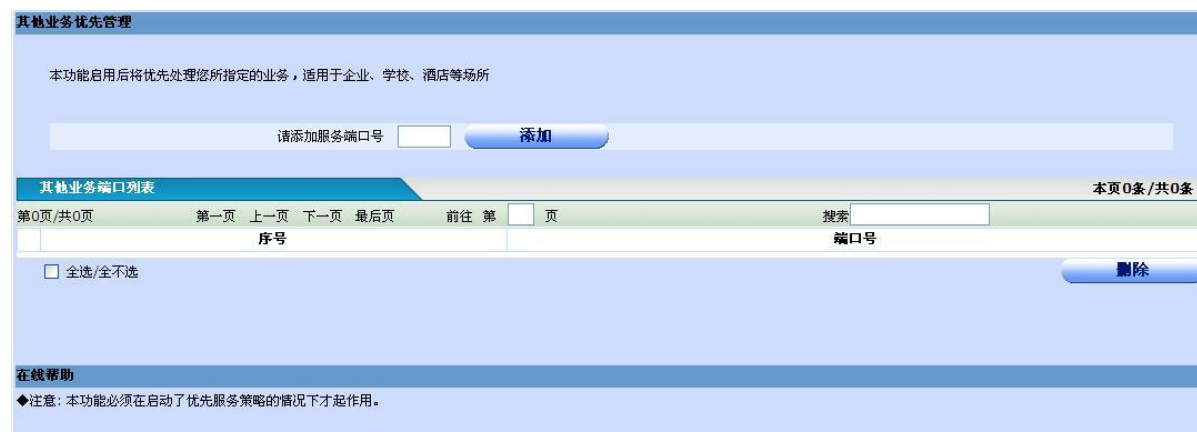 其他业务优先管理
本功能启用后将优先处理您所指定的业务，适用于企业、学校、酒店等场所
请添加服务端口号 添加
其他业务端口列表 本页0条/共0条
第0页/共0页 第一页 上一页 下一页 最后页 前往 第 页 搜索
序号 端口号
全选/全不选 删除
在线帮助
◆注意：本功能必须在启动了优先服务策略的情况下才起作用。